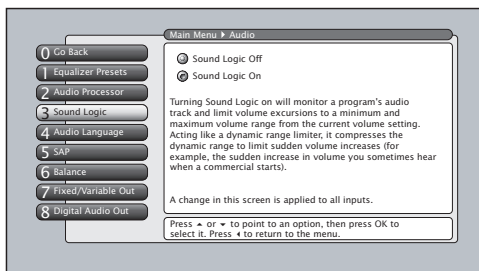 Main Menu ▸ Audio
0 Go Back
1 Equalizer Presets
2 Audio Processor
3 Sound Logic
4 Audio Language
5 SAP
6 Balance
7 Fixed/Variable Out
8 Digital Audio Out
Sound Logic Off
Sound Logic On
Turning Sound Logic on will monitor a program's audio
track and limit volume excursions to a minimum and
maximum volume range from the current volume setting.
Acting like a dynamic range limiter, it compresses the
dynamic range to limit sudden volume increases (for
example, the sudden increase in volume you sometimes hear
when a commercial starts).
A change in this screen is applied to all inputs.
Press ▴ or ▾ to point to an option, then press OK to
select it. Press ◂ to return to the menu.